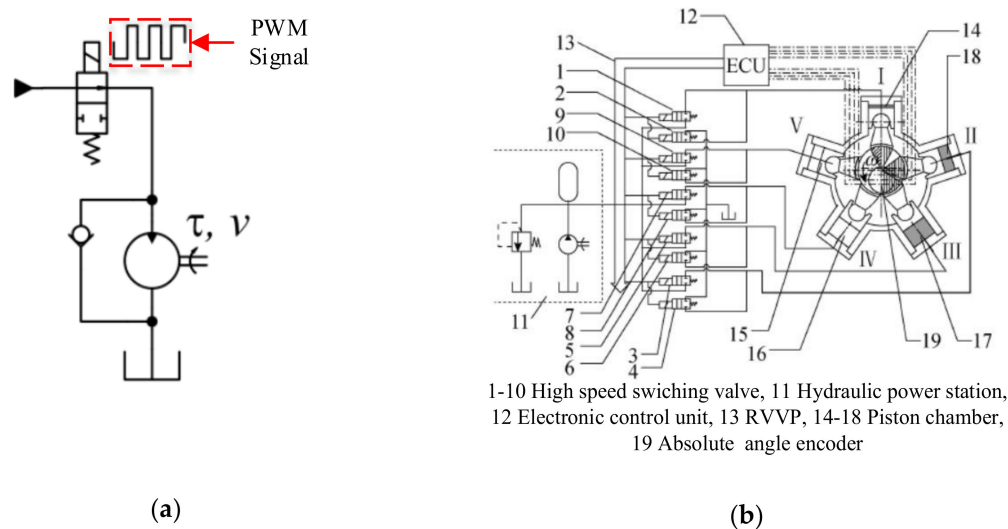 PWM
Signal
τ, v
(a)
12
13
1
2
9
10
ECU
14
18
I
II
III
IV
V
ω
11
7
8
5
6
3
4
15
16
19
17
1-10 High speed swiching valve, 11 Hydraulic power station,
12 Electronic control unit, 13 RVVP, 14-18 Piston chamber,
19 Absolute angle encoder
(b)